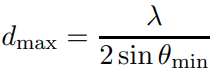 d_max = λ / (2 sin θ_min)